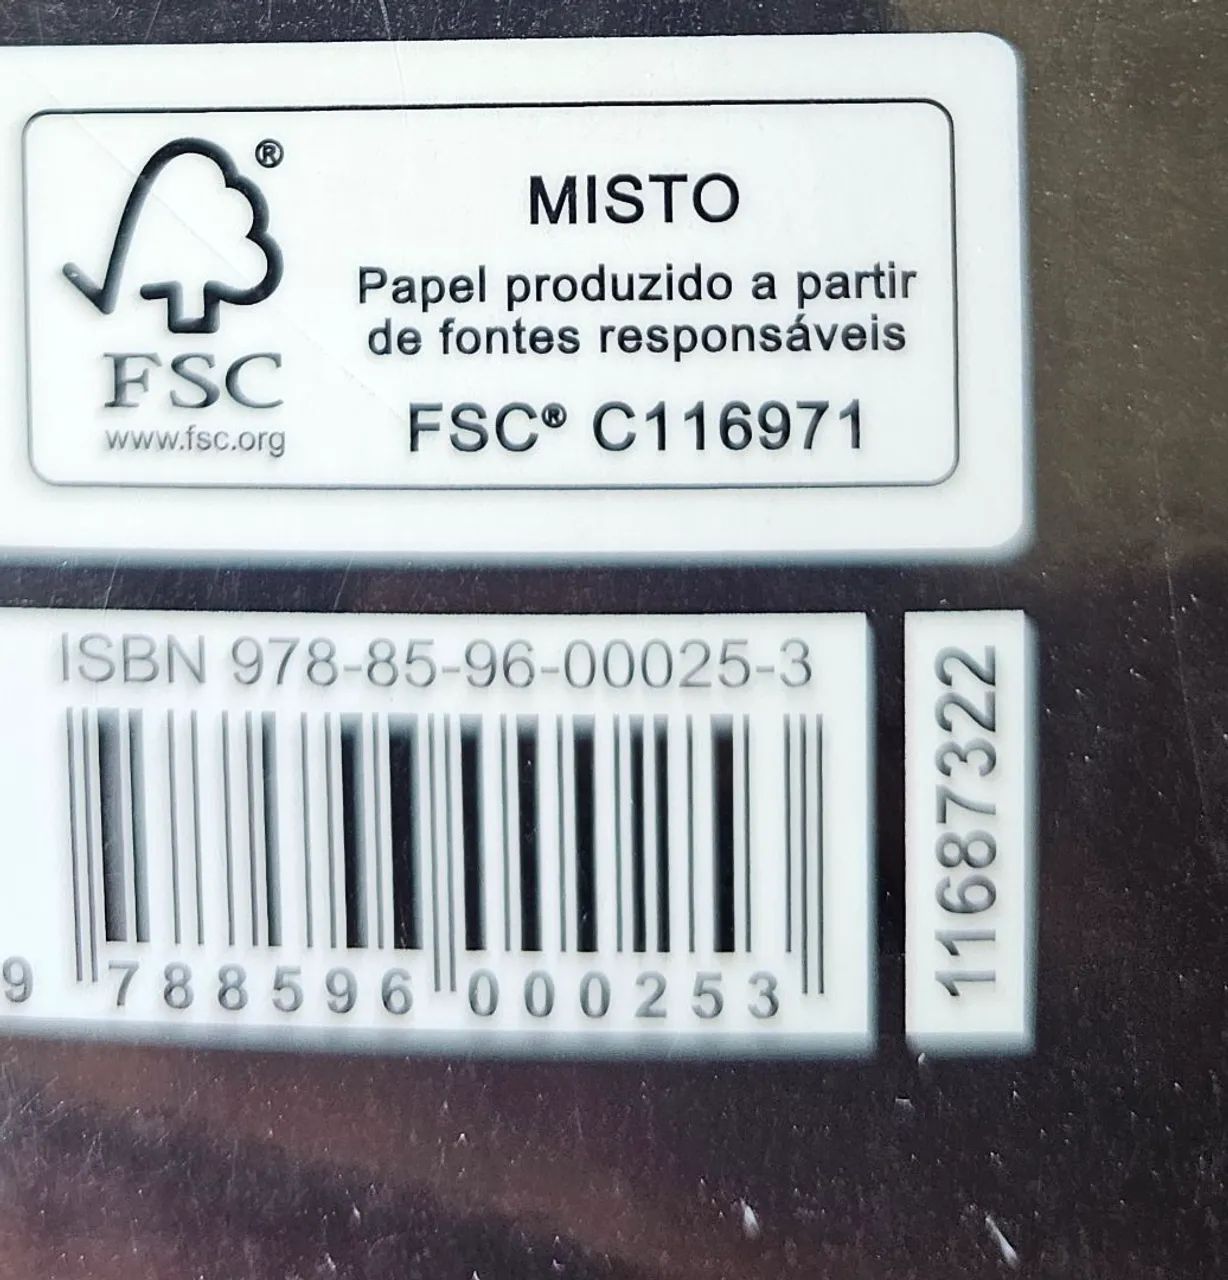 ®
MISTO
Papel produzido a partir
de fontes responsáveis
FSC® C116971
FSC
www.fsc.org
ISBN 978-85-96-00025-3
9 788596 000253
11687322